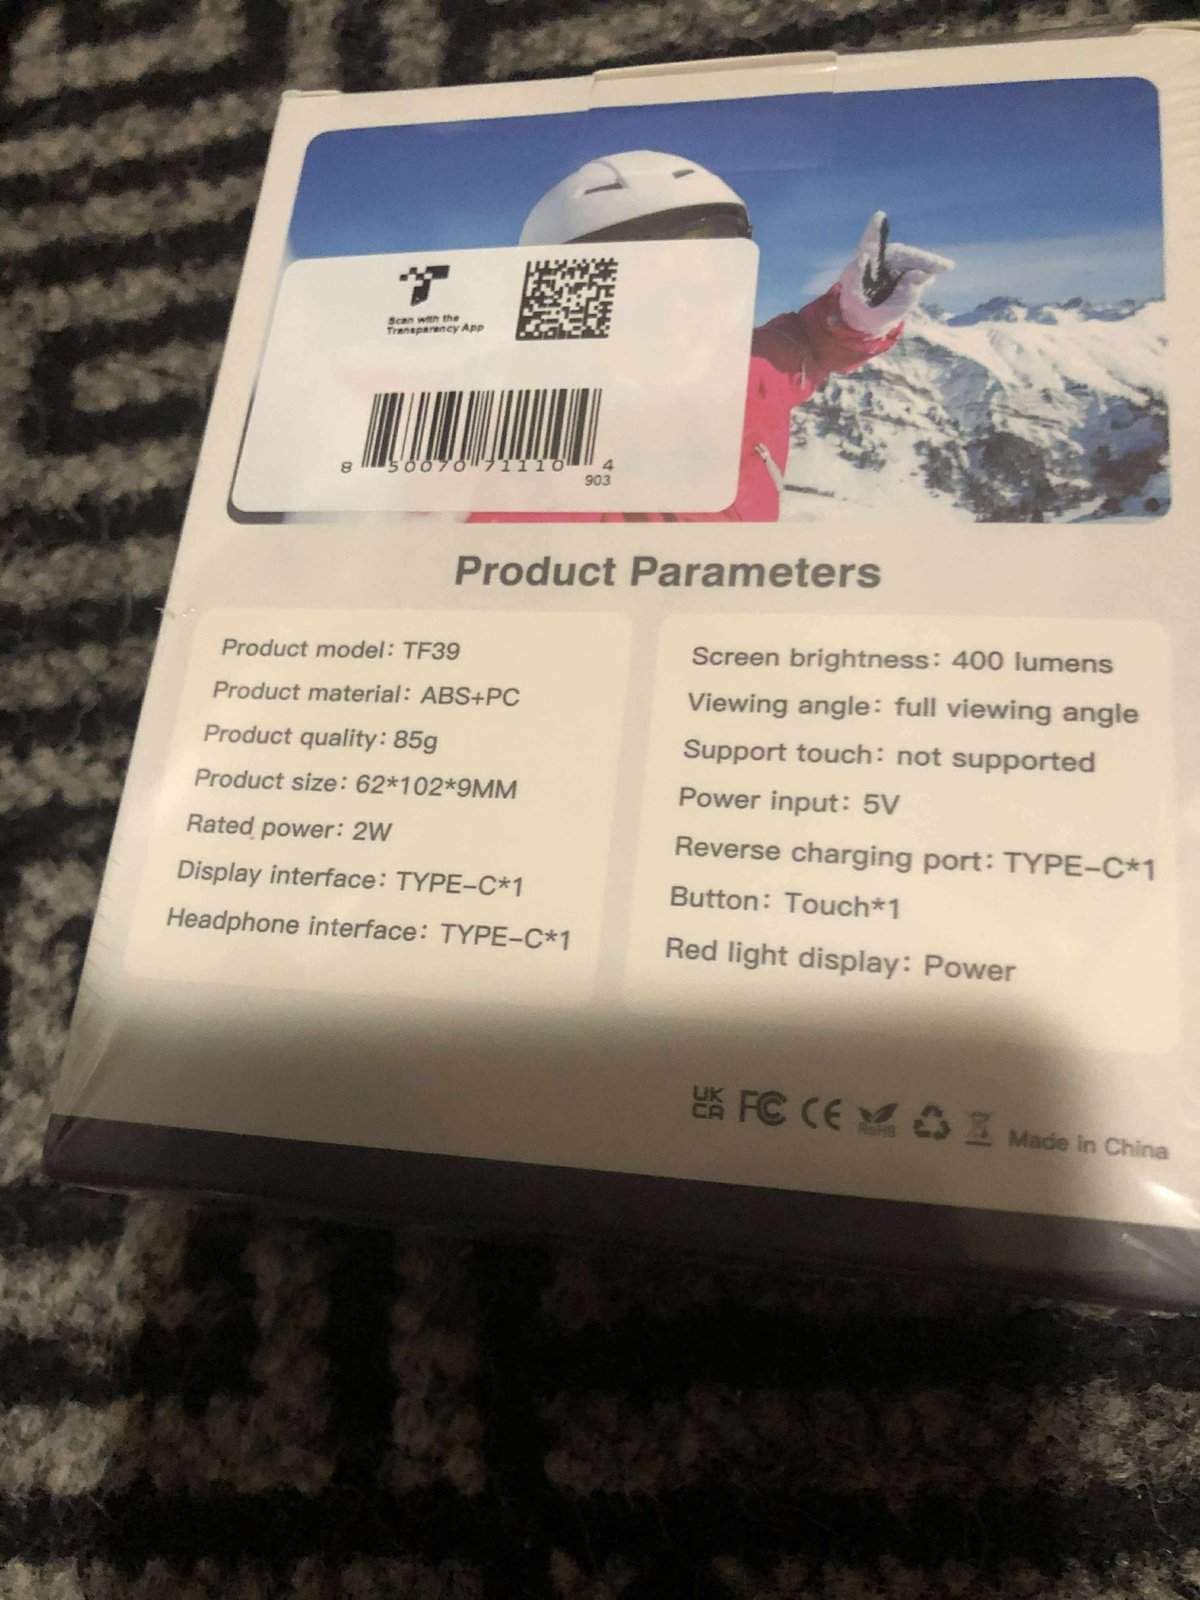 Scan with the
Transparency App
8 50070 71110 4
903
Product Parameters
Product model: TF39
Product material: ABS+PC
Product quality: 85g
Product size: 62*102*9MM
Rated power: 2W
Display interface: TYPE-C*1
Headphone interface: TYPE-C*1
Screen brightness: 400 lumens
Viewing angle: full viewing angle
Support touch: not supported
Power input: 5V
Reverse charging port: TYPE-C*1
Button: Touch*1
Red light display: Power
UK
CA FC CE RoHS Made In China